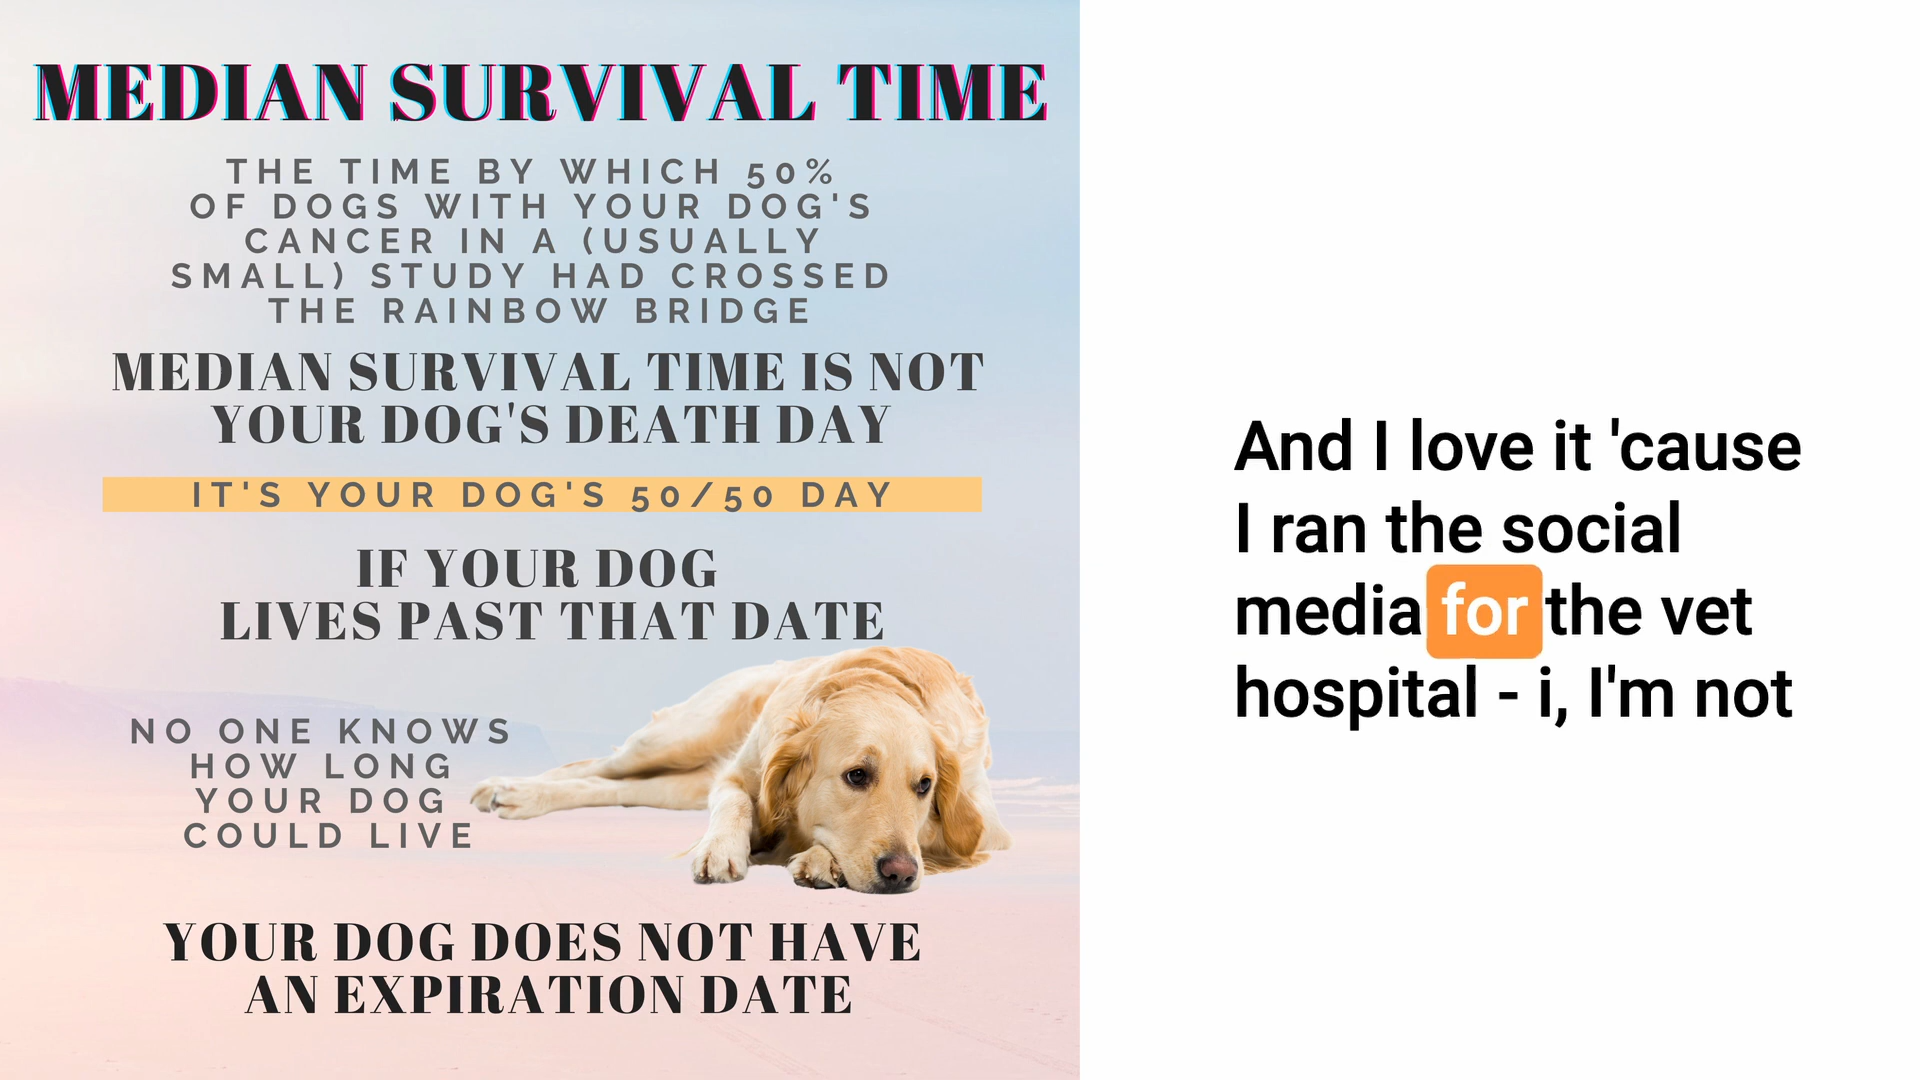 MEDIAN SURVIVAL TIME
THE TIME BY WHICH 50%
OF DOGS WITH YOUR DOG'S
CANCER IN A (USUALLY
SMALL) STUDY HAD CROSSED
THE RAINBOW BRIDGE
MEDIAN SURVIVAL TIME IS NOT
YOUR DOG'S DEATH DAY
IT'S YOUR DOG'S 50/50 DAY
IF YOUR DOG
LIVES PAST THAT DATE
NO ONE KNOWS
HOW LONG
YOUR DOG
COULD LIVE
YOUR DOG DOES NOT HAVE
AN EXPIRATION DATE
And I love it 'cause
I ran the social
media for the vet
hospital - i, I'm not